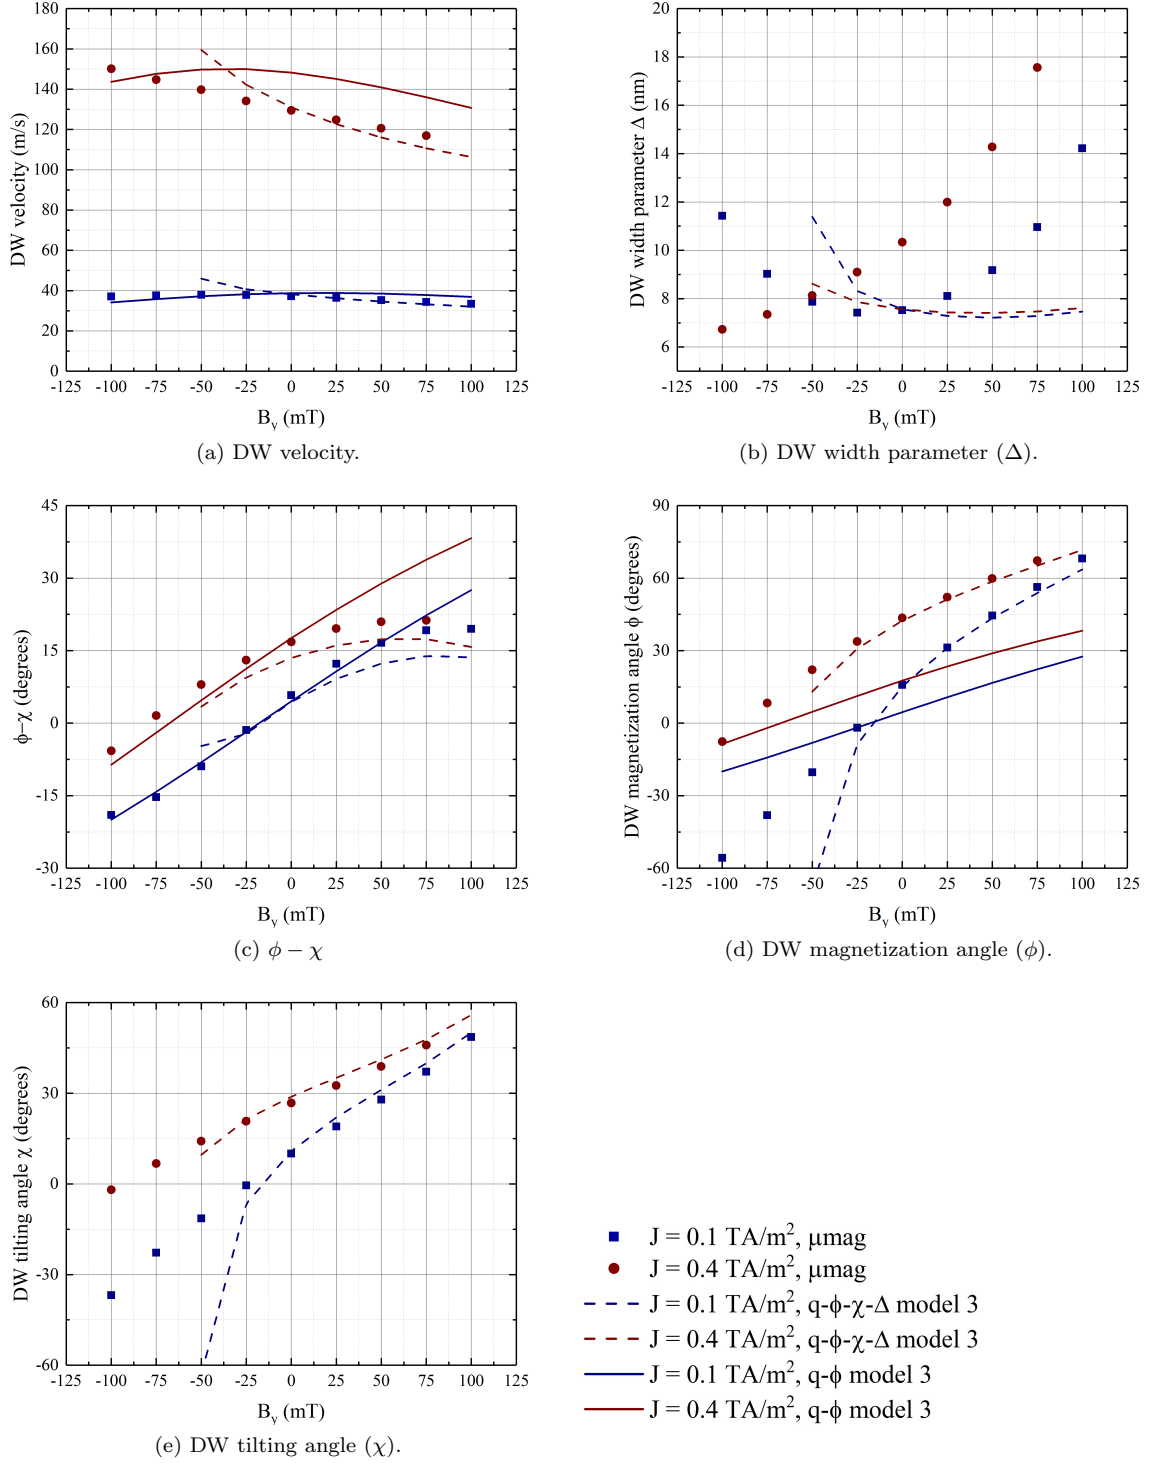 180
160
140
120
100
80
60
40
20
0
DW velocity (m/s)
-125 -100 -75 -50 -25 0 25 50 75 100 125
B_y (mT)
(a) DW velocity.
20
18
16
14
12
10
8
6
DW width parameter Δ (nm)
-125 -100 -75 -50 -25 0 25 50 75 100 125
B_y (mT)
(b) DW width parameter (Δ).
45
30
15
0
-15
-30
ϕ–χ (degrees)
-125 -100 -75 -50 -25 0 25 50 75 100 125
B_y (mT)
(c) ϕ − χ
90
60
30
0
-30
-60
DW magnetization angle ϕ (degrees)
-125 -100 -75 -50 -25 0 25 50 75 100 125
B_y (mT)
(d) DW magnetization angle (ϕ).
60
30
0
-30
-60
DW tilting angle χ (degrees)
-125 -100 -75 -50 -25 0 25 50 75 100 125
B_y (mT)
(e) DW tilting angle (χ).
J = 0.1 TA/m², μmag
J = 0.4 TA/m², μmag
J = 0.1 TA/m², q-ϕ-χ-Δ model 3
J = 0.4 TA/m², q-ϕ-χ-Δ model 3
J = 0.1 TA/m², q-ϕ model 3
J = 0.4 TA/m², q-ϕ model 3